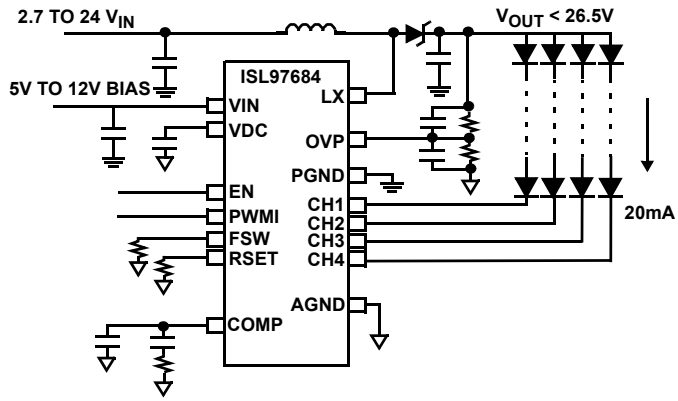 2.7 TO 24 VIN
VOUT < 26.5V
ISL97684
5V TO 12V BIAS
VIN
LX
VDC
OVP
PGND
EN
CH1
PWMI
CH2
20mA
FSW
CH3
RSET
CH4
AGND
COMP